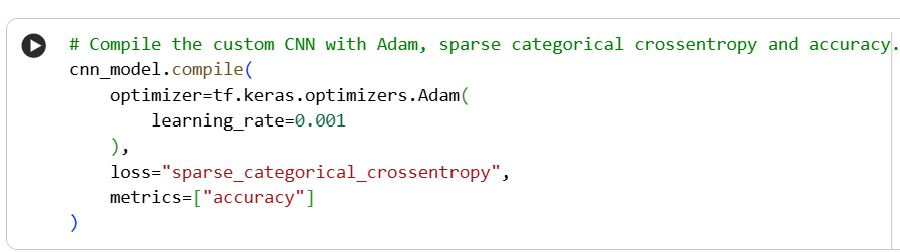 # Compile the custom CNN with Adam, sparse categorical crossentropy and accuracy.
cnn_model.compile(
    optimizer=tf.keras.optimizers.Adam(
        learning_rate=0.001
    ),
    loss="sparse_categorical_crossentropy",
    metrics=["accuracy"]
)